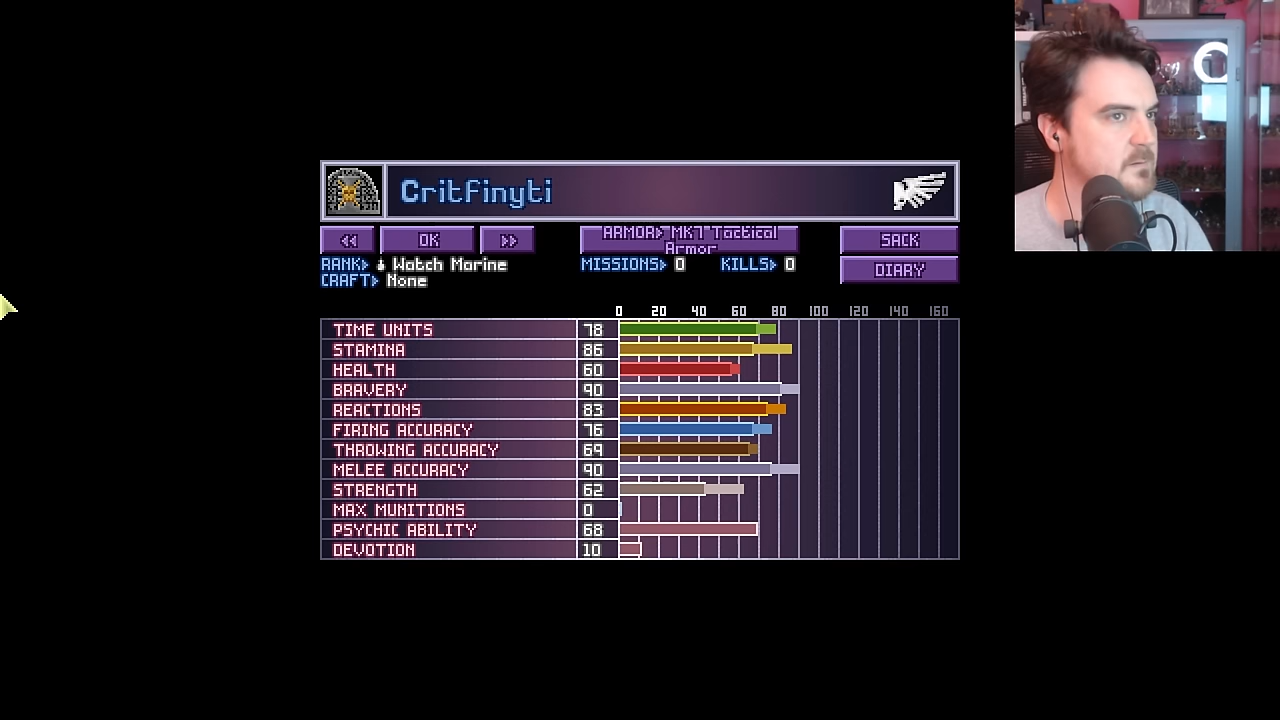 Critfinyti
<< OK >> ARMOR> MK7 Tactical Armor SACK
RANK> Watch Marine MISSIONS> 0 KILLS> 0 DIARY
CRAFT> None
0 20 40 60 80 100 120 140 160
TIME UNITS 78
STAMINA 86
HEALTH 60
BRAVERY 90
REACTIONS 83
FIRING ACCURACY 76
THROWING ACCURACY 69
MELEE ACCURACY 90
STRENGTH 62
MAX MUNITIONS 0
PSYCHIC ABILITY 68
DEVOTION 10